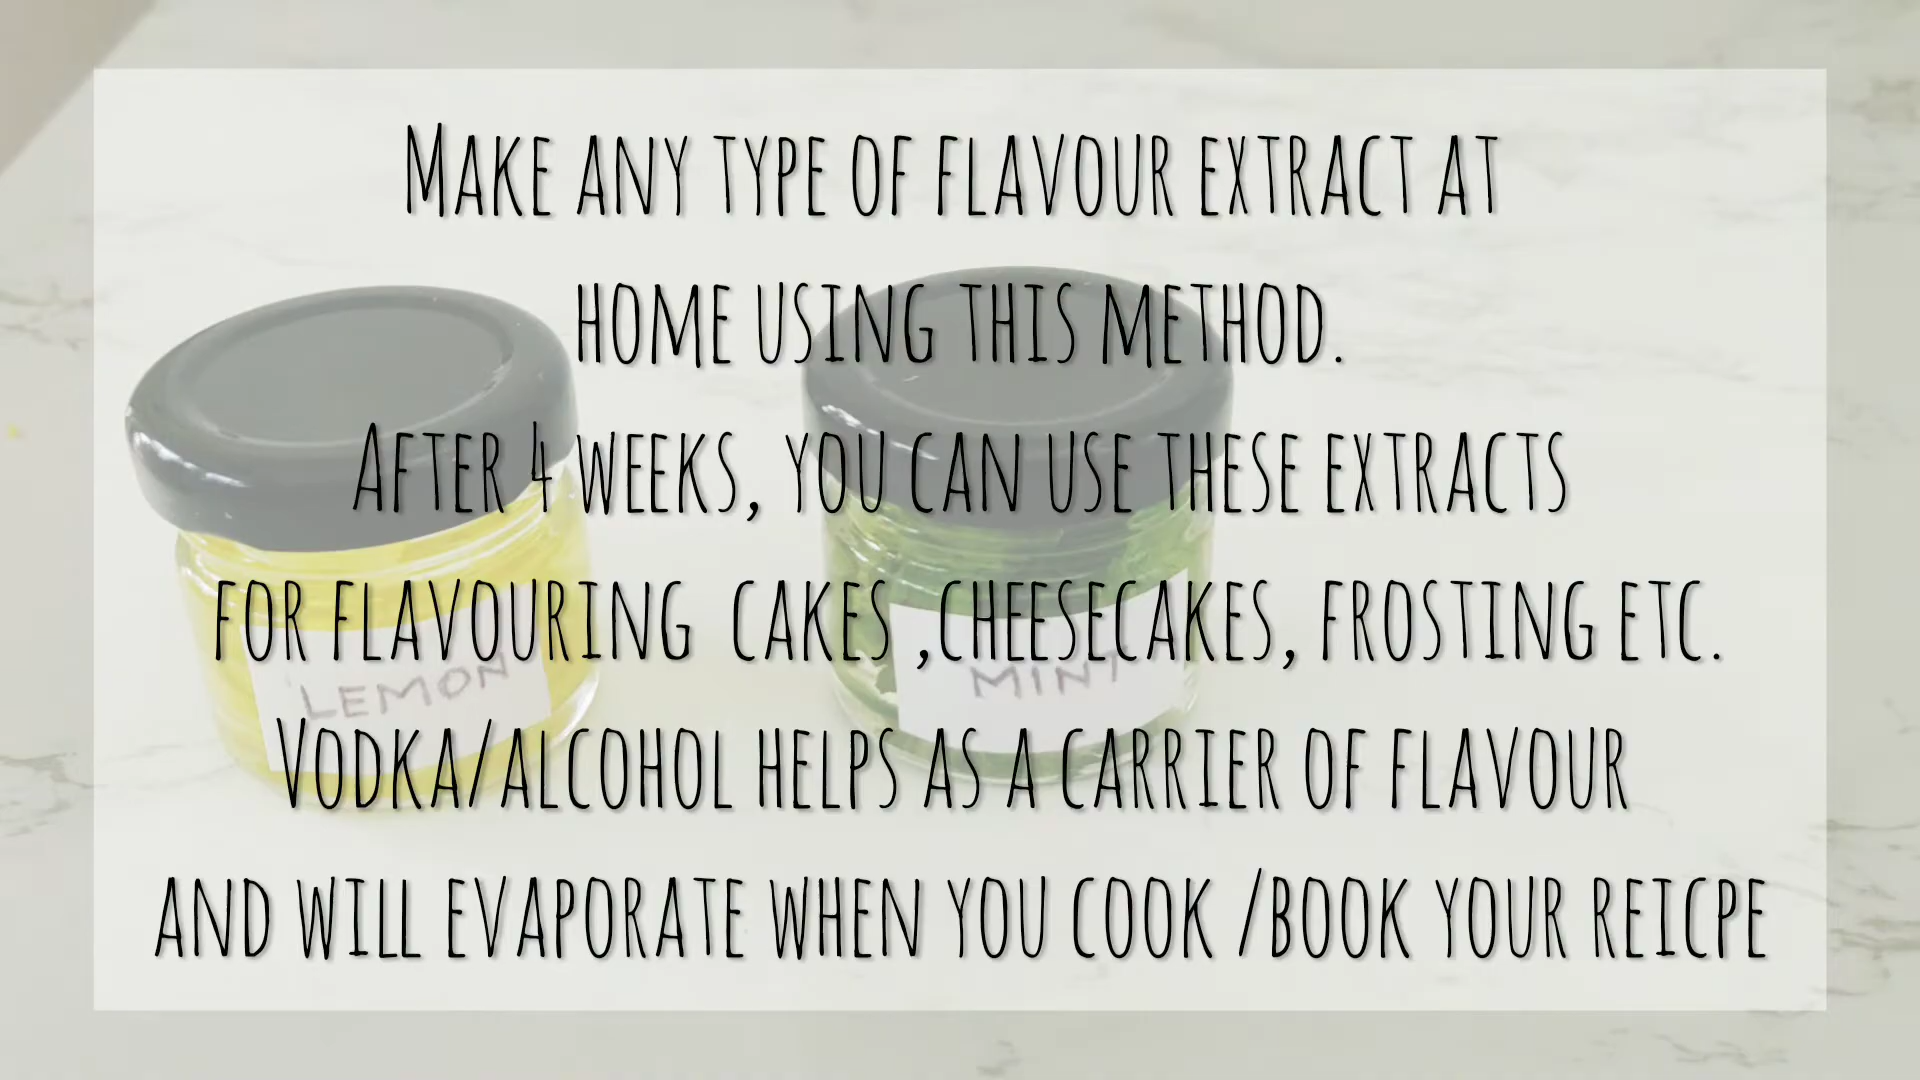 Make any type of flavour extract at
home using this method.
After 4 weeks, you can use these extracts
for flavouring  cakes ,cheesecakes, frosting etc.
Vodka/alcohol helps as a carrier of flavour
and will evaporate when you cook /book your reicpe
LEMON
MINT